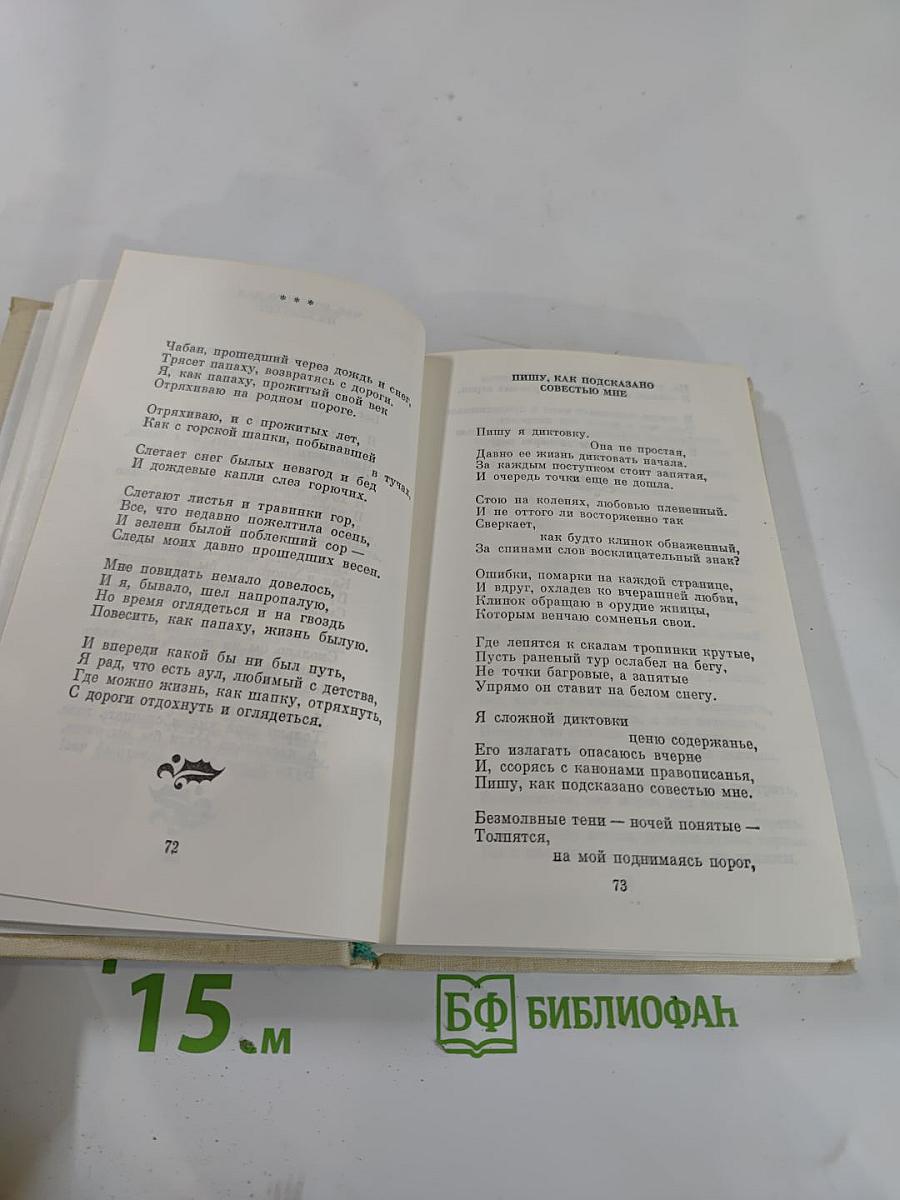 * * *
Чабан, прошедший через дождь и снег,
Трясет папаху, возвратясь с дороги.
Я, как папаху, прожитый свой век
Отряхиваю на родном пороге.
Отряхиваю, и с прожитых лет,
Как с горской шапки, побывавшей
в тучах,
Слетает снег былых невзгод и бед
И дождевые капли слез горючих.
Слетают листья и травинки гор,
Все, что недавно пожелтила осень,
И зелени былой поблекший сор —
Следы моих давно прошедших весен.
Мне повидать немало довелось,
И я, бывало, шел напропалую,
Но время оглядеться и на гвоздь
Повесить, как папаху, жизнь былую.
И впереди какой бы ни был путь,
Я рад, что есть аул, любимый с детства,
Где можно жизнь, как шапку, отряхнуть,
С дороги отдохнуть и оглядеться.
72
ПИШУ, КАК ПОДСКАЗАНО
СОВЕСТЬЮ МНЕ
Пишу я диктовку.
Она не простая,
Давно ее жизнь диктовать начала.
За каждым поступком стоит запятая,
И очередь точки еще не дошла.
Стою на коленях, любовью плененный.
И не оттого ли восторженно так
Сверкает,
как будто клинок обнаженный,
За спинами слов восклицательный знак?
Ошибки, помарки на каждой странице,
И вдруг, охладев ко вчерашней любви,
Клинок обращаю в орудие жницы,
Которым венчаю сомненья свои.
Где лепятся к скалам тропинки крутые,
Пусть раненый тур ослабел на бегу,
Не точки багровые, а запятые
Упрямо он ставит на белом снегу.
Я сложной диктовки
ценю содержанье,
Его излагать опасаюсь вчерне
И, ссорясь с канонами правописанья,
Пишу, как подсказано совестью мне.
Безмолвные тени — ночей понятые —
Толпятся,
на мой поднимаясь порог,
73
15 см
БФ БИБЛИОФАН